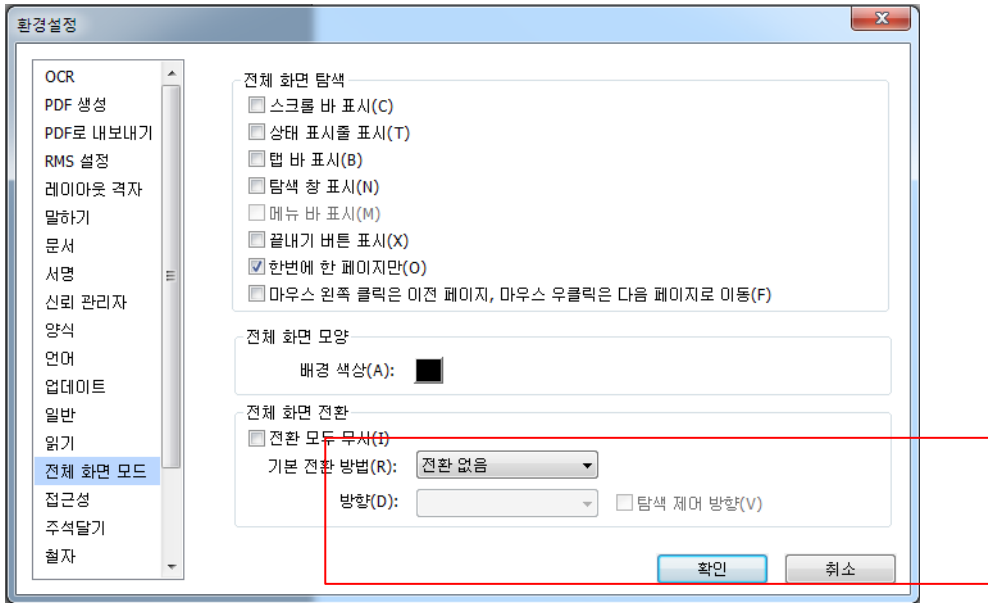 환경설정
OCR
PDF 생성
PDF로 내보내기
RMS 설정
레이아웃 격자
말하기
문서
서명
신뢰 관리자
양식
언어
업데이트
일반
읽기
전체 화면 모드
접근성
주석달기
철자
전체 화면 탐색
스크롤 바 표시(C)
상태 표시줄 표시(T)
탭 바 표시(B)
탐색 창 표시(N)
메뉴 바 표시(M)
끝내기 버튼 표시(X)
한번에 한 페이지만(O)
마우스 왼쪽 클릭은 이전 페이지, 마우스 우클릭은 다음 페이지로 이동(F)
전체 화면 모양
배경 색상(A):
전체 화면 전환
전환 모두 무시(I)
기본 전환 방법(R): 전환 없음
방향(D): 탐색 제어 방향(V)
확인 취소